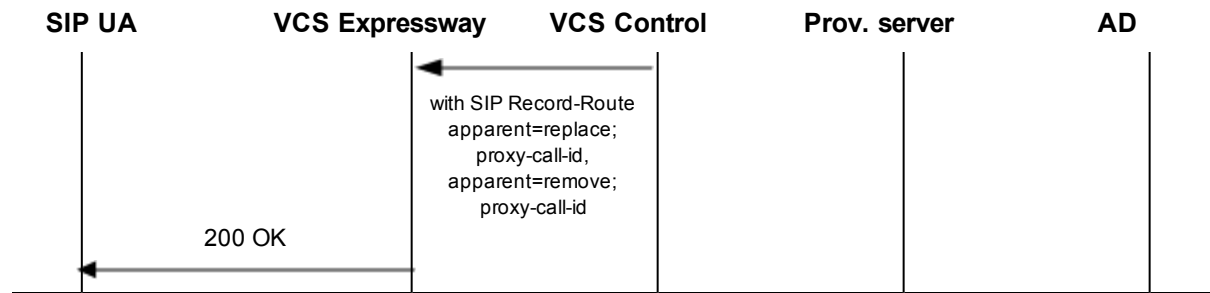 SIP UA VCS Expressway VCS Control Prov. server AD
with SIP Record-Route
apparent=replace;
proxy-call-id,
apparent=remove;
proxy-call-id
200 OK